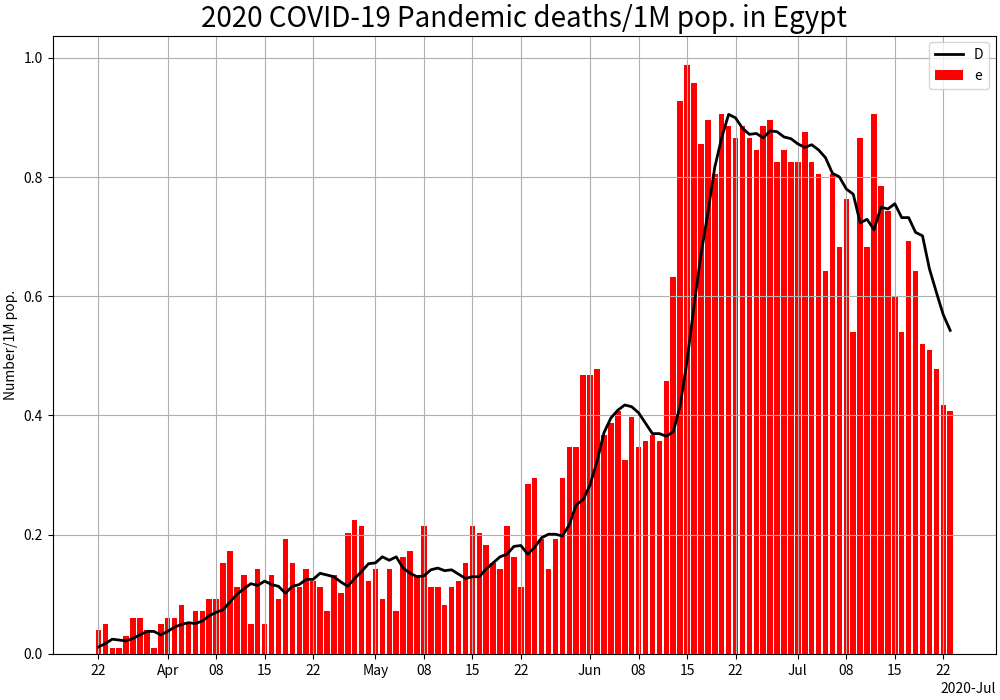 2020 COVID-19 Pandemic deaths/1M pop. in Egypt
D
e
Number/1M pop.
1.0
0.8
0.6
0.4
0.2
0.0
22 Apr 08 15 22 May 08 15 22 Jun 08 15 22 Jul 08 15 22
2020-Jul